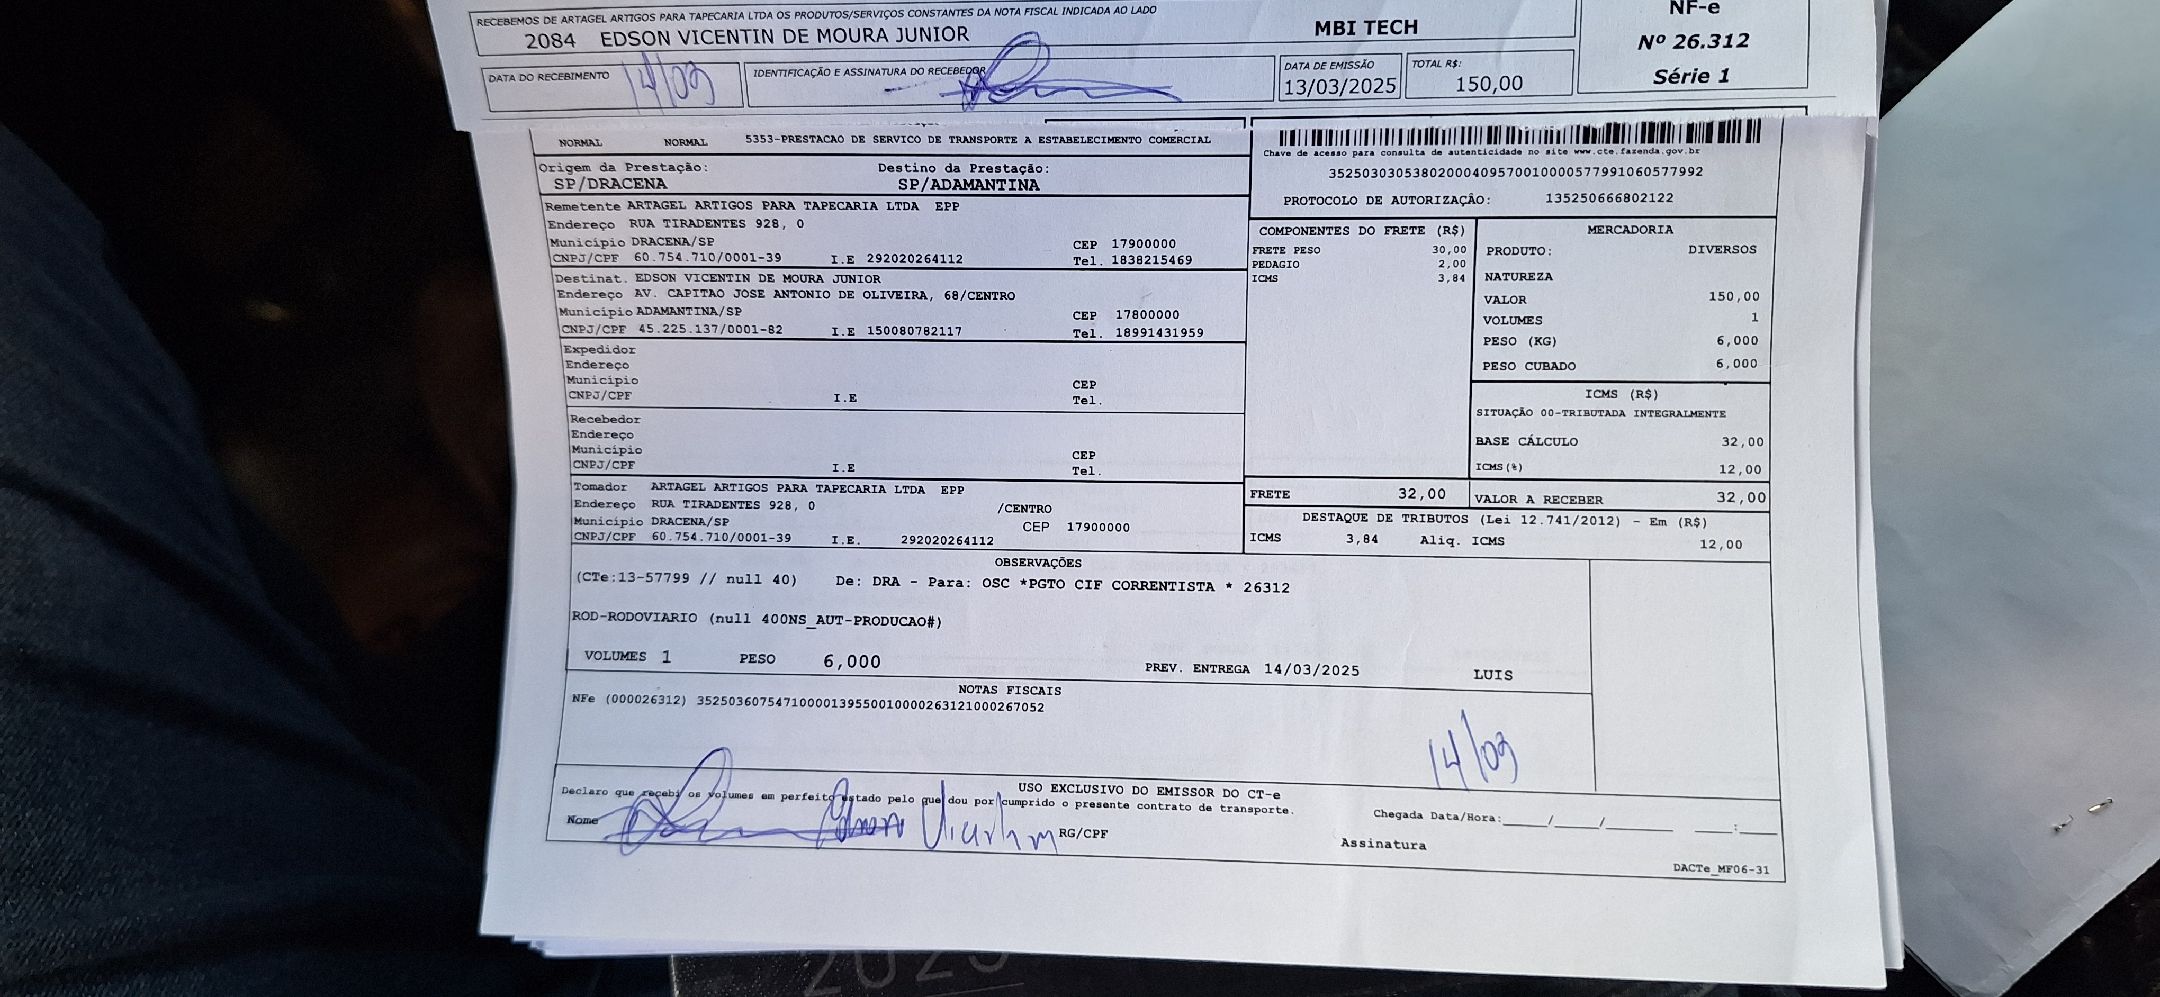 RECEBEMOS DE ARTAGEL ARTIGOS PARA TAPECARIA LTDA OS PRODUTOS/SERVIÇOS CONSTANTES DA NOTA FISCAL INDICADA AO LADO
2084 EDSON VICENTIN DE MOURA JUNIOR MBI TECH
NF-e
Nº 26.312
Série 1
DATA DO RECEBIMENTO 14/03
IDENTIFICAÇÃO E ASSINATURA DO RECEBEDOR
DATA DE EMISSÃO
13/03/2025
TOTAL R$:
150,00
NORMAL NORMAL 5353-PRESTACAO DE SERVICO DE TRANSPORTE A ESTABELECIMENTO COMERCIAL
Chave de acesso para consulta de autenticidade no site www.cte.fazenda.gov.br
35250303053802000409570010000577991060577992
PROTOCOLO DE AUTORIZAÇÃO: 135250666802122
Origem da Prestação: Destino da Prestação:
SP/DRACENA SP/ADAMANTINA
Remetente ARTAGEL ARTIGOS PARA TAPECARIA LTDA EPP
Endereço RUA TIRADENTES 928, 0
Município DRACENA/SP CEP 17900000
CNPJ/CPF 60.754.710/0001-39 I.E 292020264112 Tel. 1838215469
Destinat. EDSON VICENTIN DE MOURA JUNIOR
Endereço AV. CAPITAO JOSE ANTONIO DE OLIVEIRA, 68/CENTRO
Município ADAMANTINA/SP CEP 17800000
CNPJ/CPF 45.225.137/0001-82 I.E 150080782117 Tel. 18991431959
Expedidor
Endereço
Município CEP
CNPJ/CPF I.E Tel.
Recebedor
Endereço
Município CEP
CNPJ/CPF I.E Tel.
Tomador ARTAGEL ARTIGOS PARA TAPECARIA LTDA EPP
Endereço RUA TIRADENTES 928, 0 /CENTRO
Município DRACENA/SP CEP 17900000
CNPJ/CPF 60.754.710/0001-39 I.E. 292020264112
COMPONENTES DO FRETE (R$)
FRETE PESO 30,00
PEDAGIO 2,00
ICMS 3,84
MERCADORIA
PRODUTO: DIVERSOS
NATUREZA
VALOR 150,00
VOLUMES 1
PESO (KG) 6,000
PESO CUBADO 6,000
ICMS (R$)
SITUAÇÃO 00-TRIBUTADA INTEGRALMENTE
BASE CÁLCULO 32,00
ICMS(%) 12,00
FRETE 32,00 VALOR A RECEBER 32,00
DESTAQUE DE TRIBUTOS (Lei 12.741/2012) - Em (R$)
ICMS 3,84 Aliq. ICMS 12,00
OBSERVAÇÕES
(CTe:13-57799 // null 40) De: DRA - Para: OSC *PGTO CIF CORRENTISTA * 26312
ROD-RODOVIARIO (null 400NS_AUT-PRODUCAO#)
VOLUMES 1 PESO 6,000 PREV. ENTREGA 14/03/2025 LUIS
NOTAS FISCAIS
NFe (000026312) 35250360754710000139550010000263121000267052
14/03
USO EXCLUSIVO DO EMISSOR DO CT-e
Declaro que recebi os volumes em perfeito estado pelo que dou por cumprido o presente contrato de transporte.
Chegada Data/Hora:_____/_____/________ ____:____
Nome RG/CPF
Assinatura
DACTe_MF06-31
2025